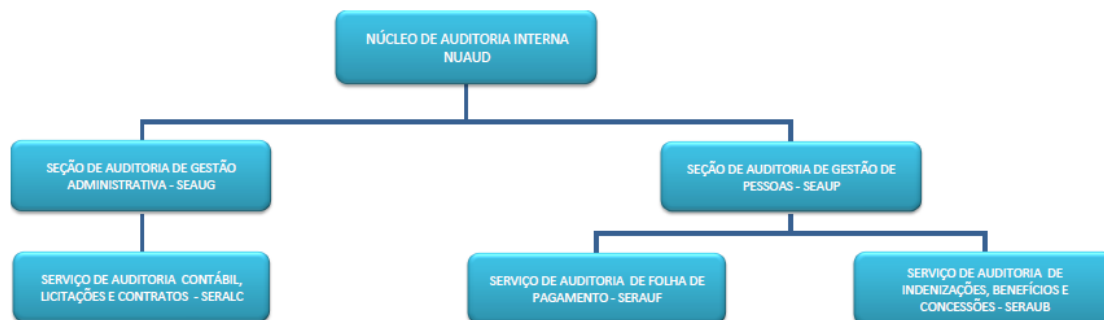 NÚCLEO DE AUDITORIA INTERNA
NUAUD
SEÇÃO DE AUDITORIA DE GESTÃO
ADMINISTRATIVA - SEAUG
SEÇÃO DE AUDITORIA DE GESTÃO DE
PESSOAS - SEAUP
SERVIÇO DE AUDITORIA CONTÁBIL,
LICITAÇÕES E CONTRATOS - SERALC
SERVIÇO DE AUDITORIA DE FOLHA DE
PAGAMENTO - SERAUF
SERVIÇO DE AUDITORIA DE
INDENIZAÇÕES, BENEFÍCIOS E
CONCESSÕES - SERAUB